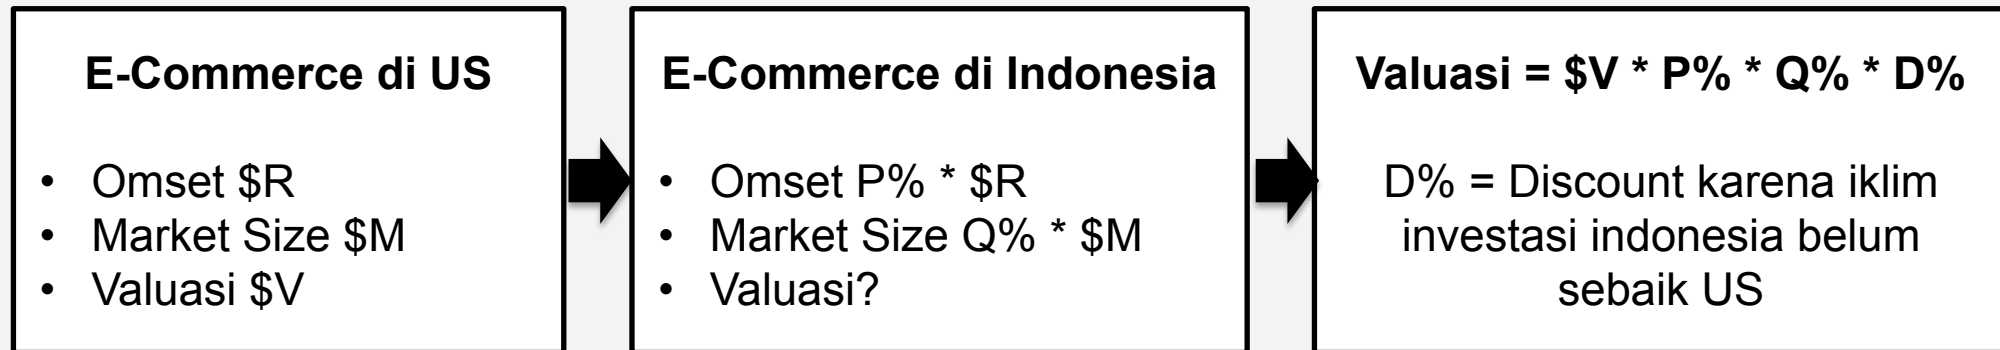 E-Commerce di US
• Omset $R
• Market Size $M
• Valuasi $V
E-Commerce di Indonesia
• Omset P% * $R
• Market Size Q% * $M
• Valuasi?
Valuasi = $V * P% * Q% * D%
D% = Discount karena iklim
investasi indonesia belum
sebaik US